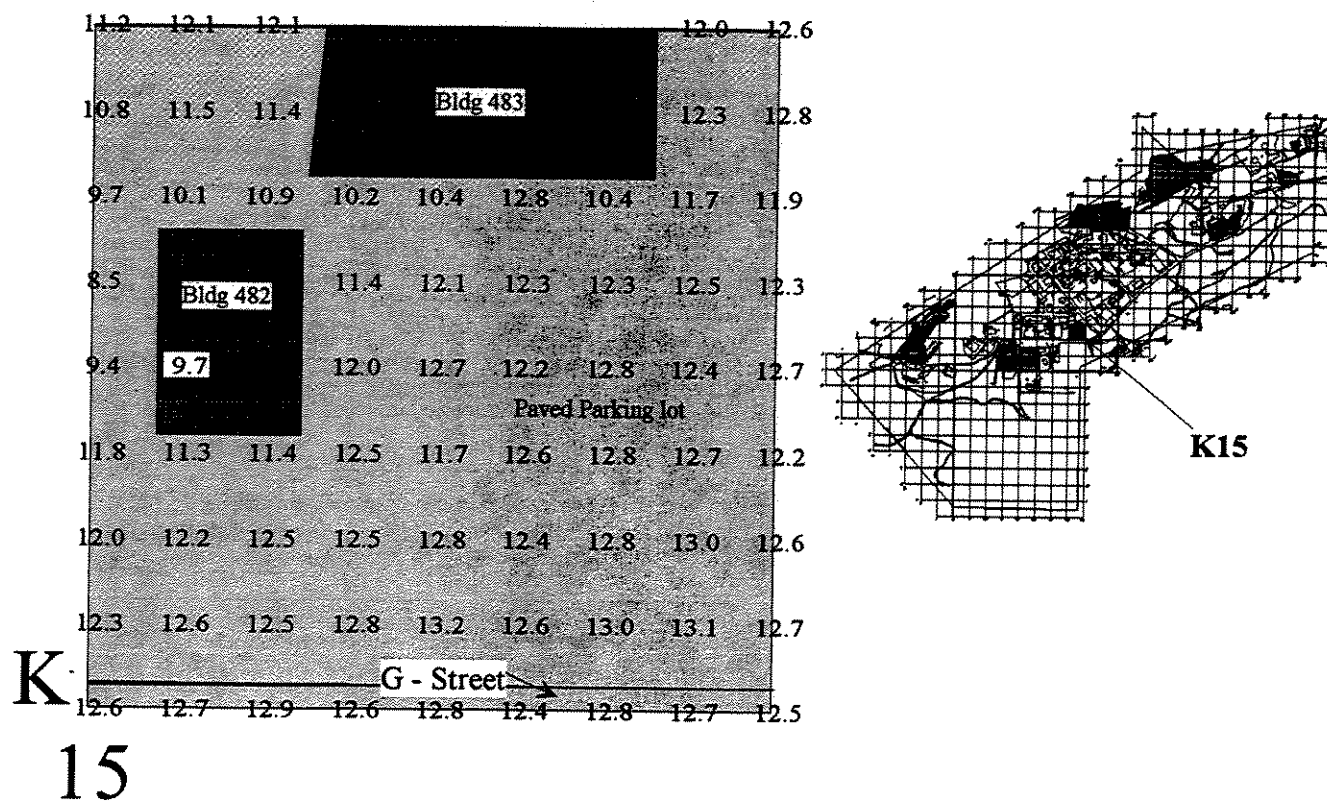 11.2 12.1 12.1 12.0 12.6
Bldg 483
10.8 11.5 11.4 12.3 12.8
9.7 10.1 10.9 10.2 10.4 12.8 10.4 11.7 11.9
8.5 11.4 12.1 12.3 12.3 12.5 12.3
Bldg 482
9.4 9.7 12.0 12.7 12.2 12.8 12.4 12.7
Paved Parking lot
11.8 11.3 11.4 12.5 11.7 12.6 12.8 12.7 12.2
12.0 12.2 12.5 12.5 12.8 12.4 12.8 13.0 12.6
12.3 12.6 12.5 12.8 13.2 12.6 13.0 13.1 12.7
K
G - Street
12.6 12.7 12.9 12.6 12.8 12.4 12.8 12.7 12.5
15
K15